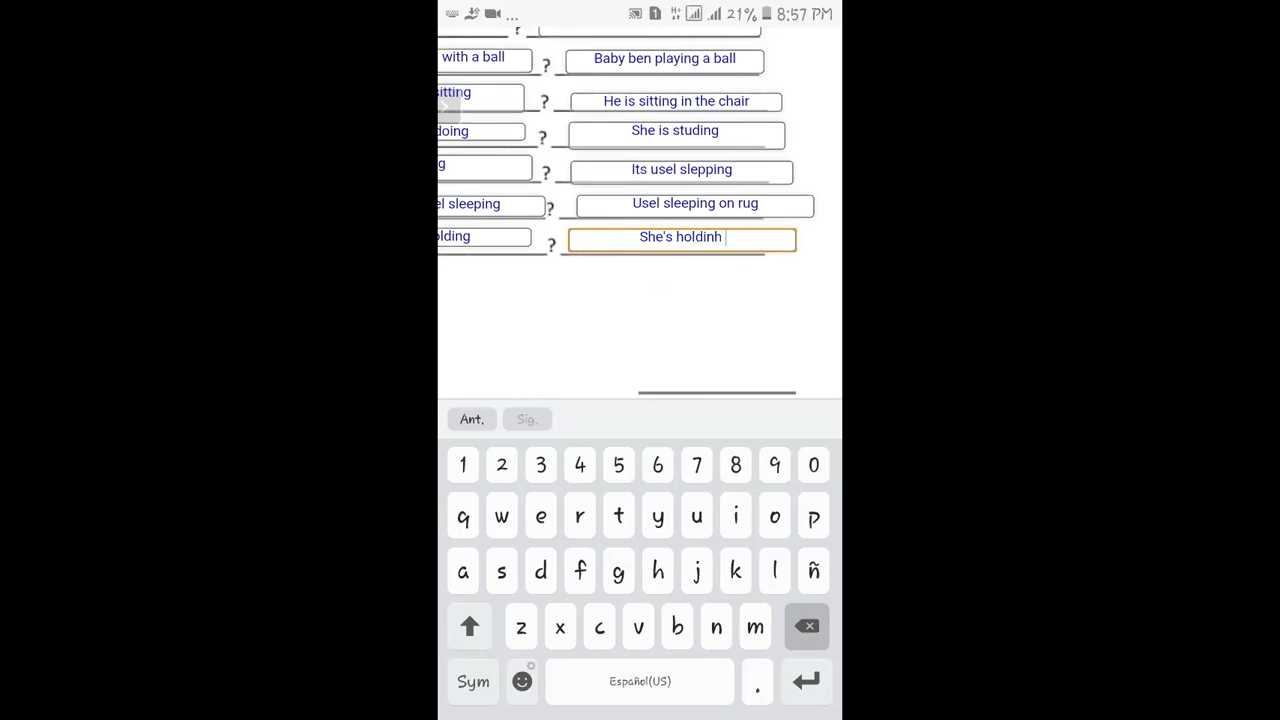 ... 1 H+ 21% 8:57 PM
?
with a ball ? Baby ben playing a ball
sitting ? He is sitting in the chair
doing ? She is studing
g ? Its usel slepping
el sleeping ? Usel sleeping on rug
olding ? She's holdinh
Ant. Sig.
1 2 3 4 5 6 7 8 9 0
q w e r t y u i o p
a s d f g h j k l ñ
z x c v b n m
Sym Español(US) .